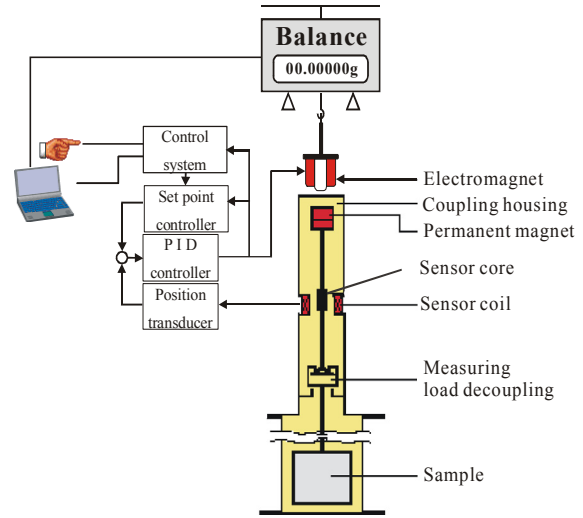 Balance
00.00000g
Control
system
Set point
controller
P I D
controller
Position
transducer
Electromagnet
Coupling housing
Permanent magnet
Sensor core
Sensor coil
Measuring
load decoupling
Sample